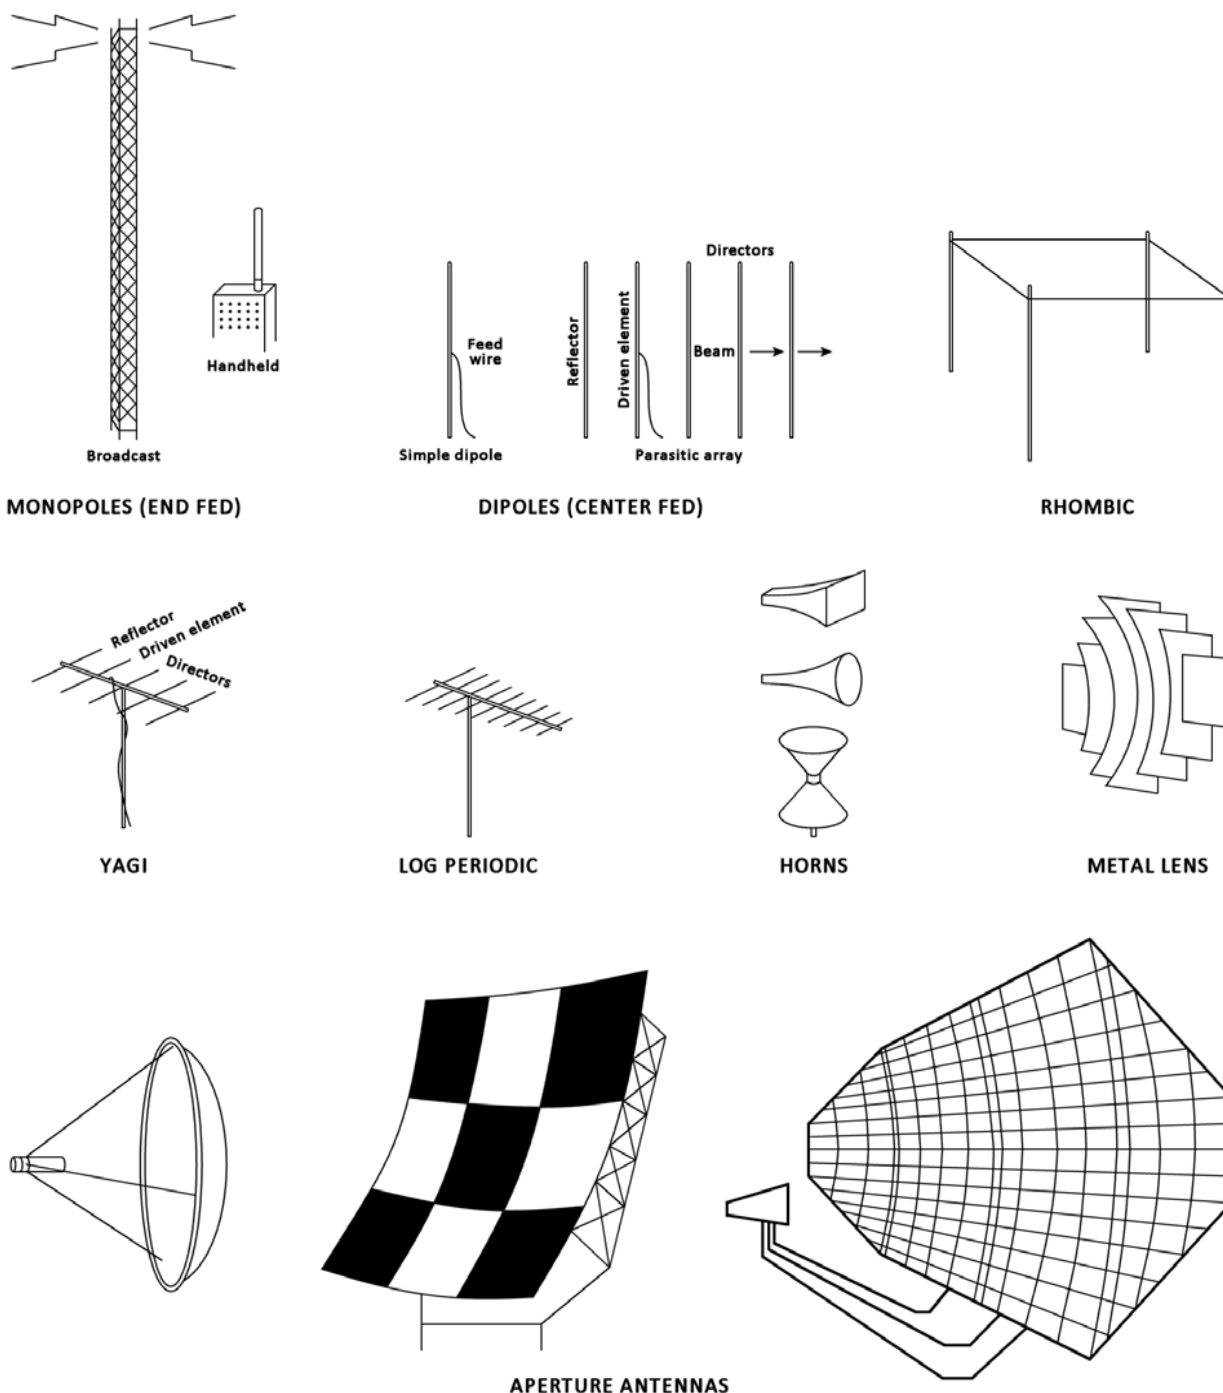 Directors
Reflector
Driven element
Feed
wire
Beam
Handheld
Broadcast
Simple dipole
Parasitic array
MONOPOLES (END FED)
DIPOLES (CENTER FED)
RHOMBIC
Reflector
Driven element
Directors
YAGI
LOG PERIODIC
HORNS
METAL LENS
APERTURE ANTENNAS